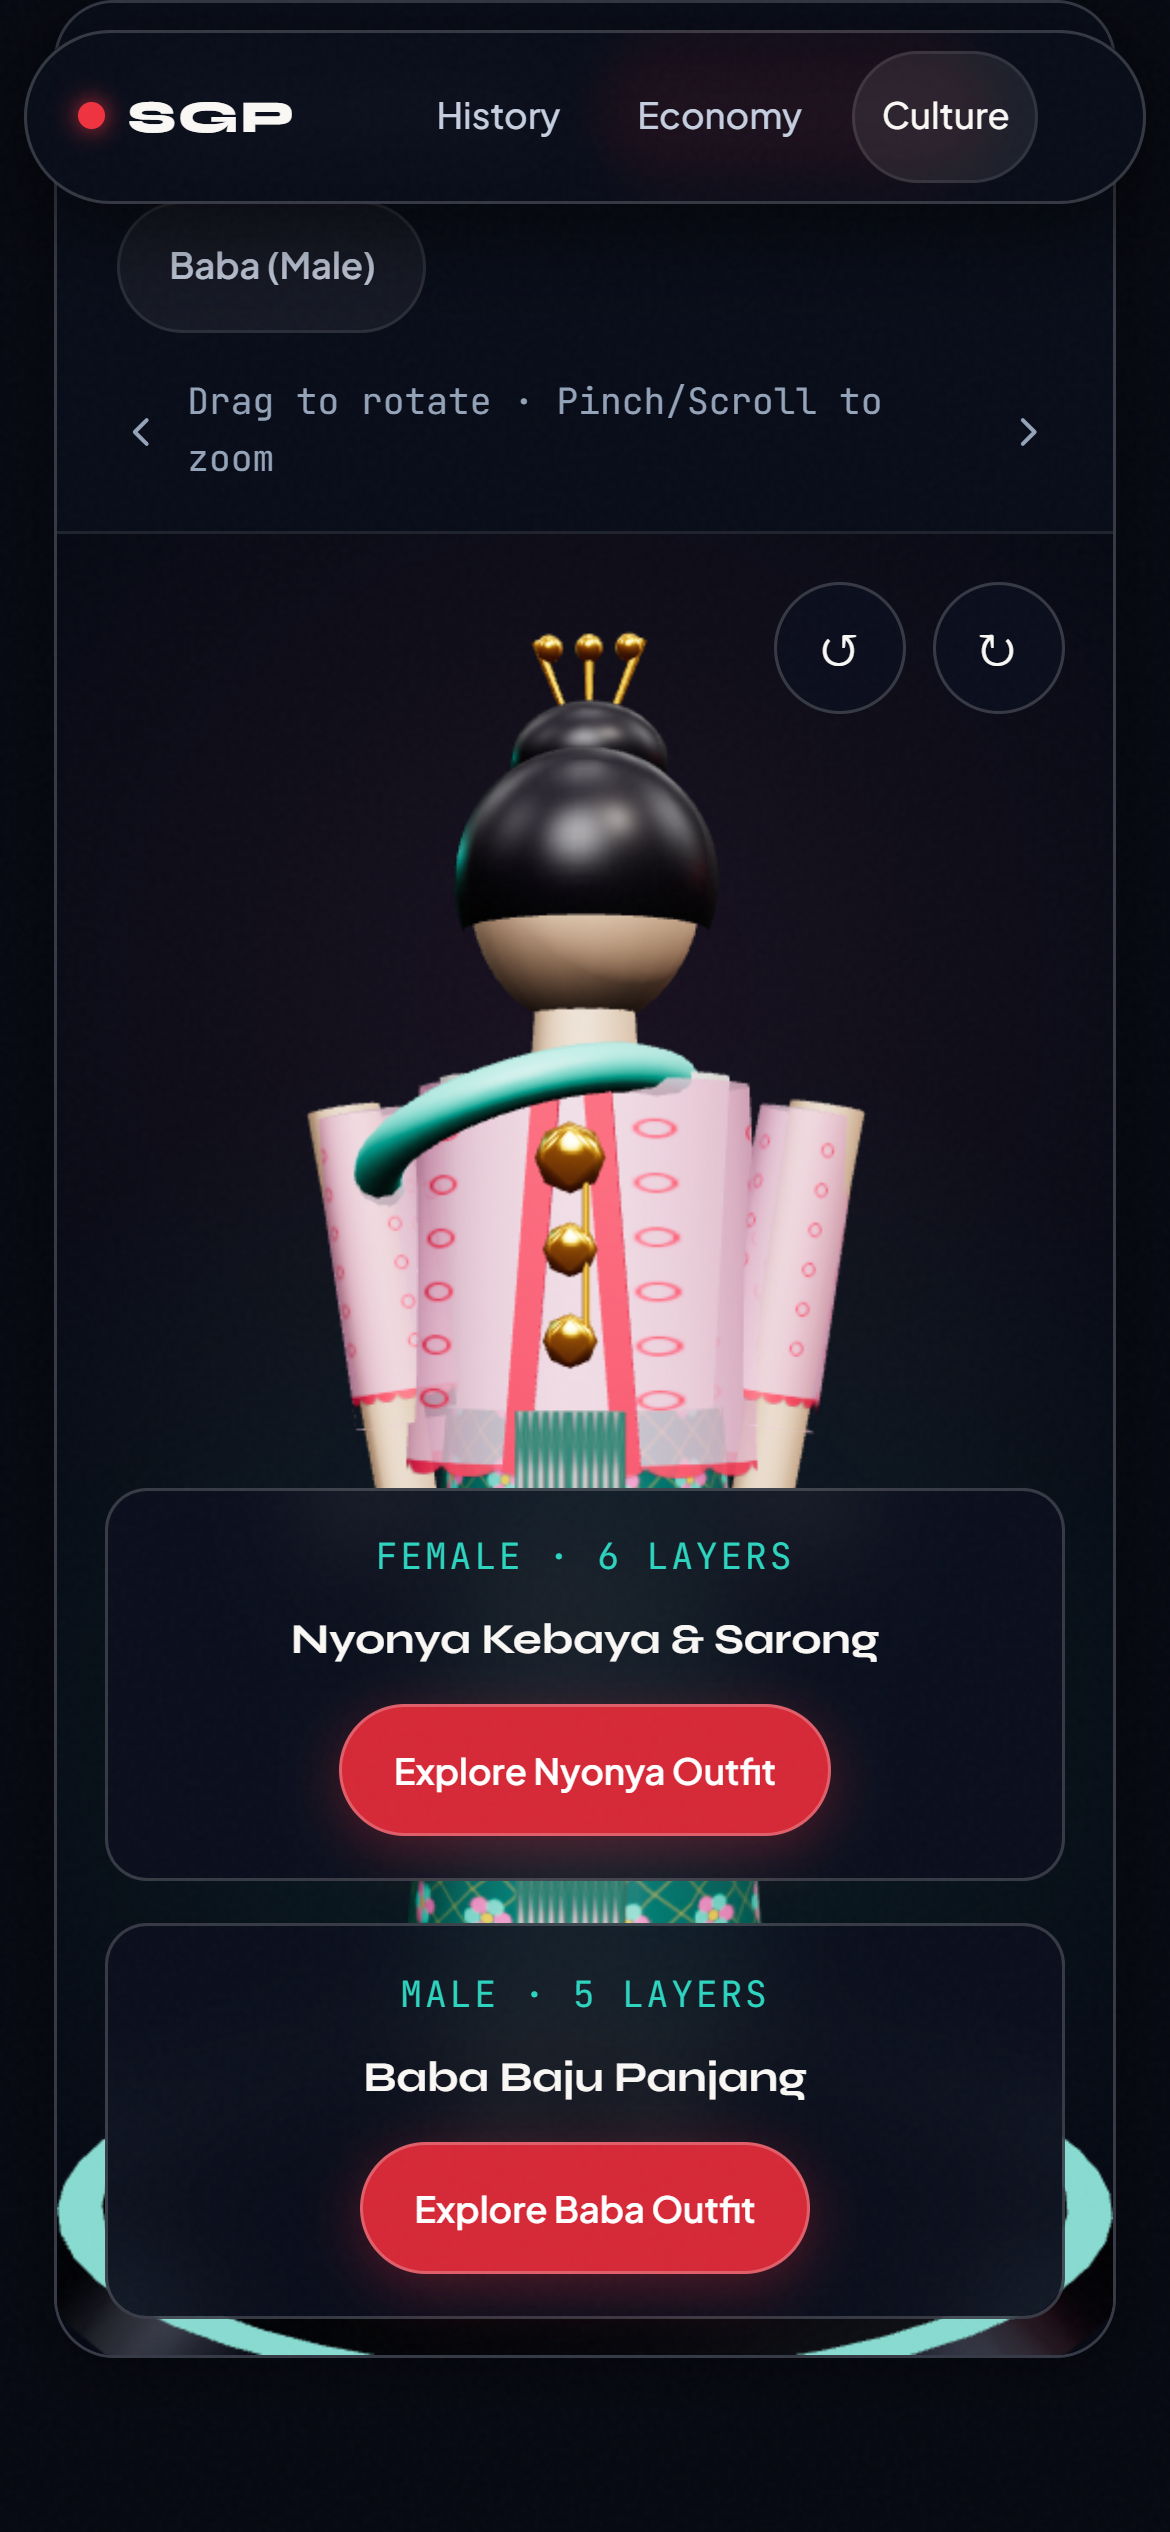 SGP
History
Economy
Culture
Baba (Male)
Drag to rotate · Pinch/Scroll to
zoom
FEMALE · 6 LAYERS
Nyonya Kebaya & Sarong
Explore Nyonya Outfit
MALE · 5 LAYERS
Baba Baju Panjang
Explore Baba Outfit